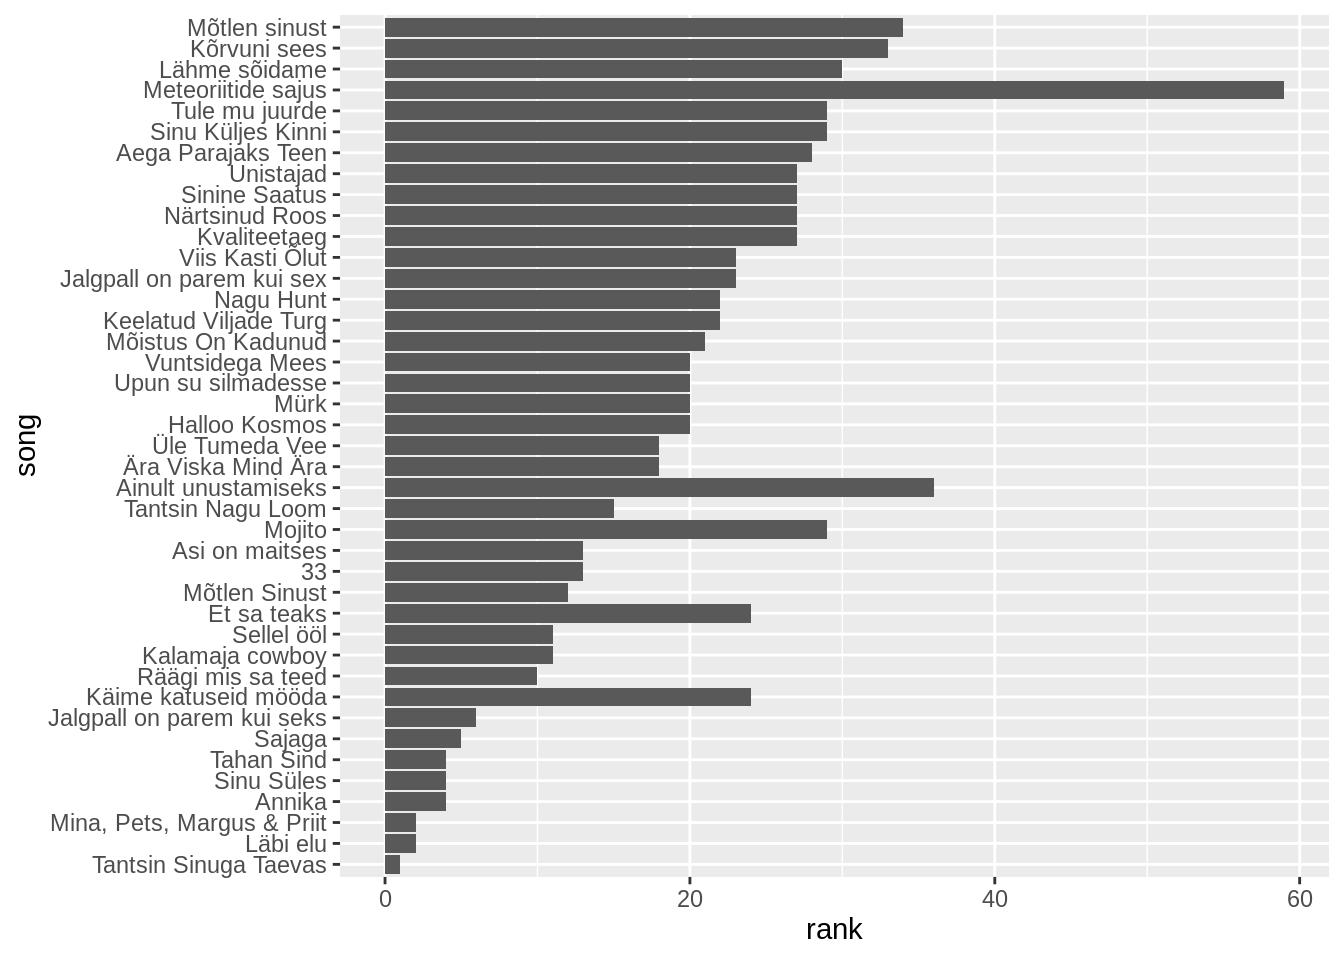 Mõtlen sinust
Kõrvuni sees
Lähme sõidame
Meteoriitide sajus
Tule mu juurde
Sinu Küljes Kinni
Aega Parajaks Teen
Unistajad
Sinine Saatus
Närtsinud Roos
Kvaliteetaeg
Viis Kasti Õlut
Jalgpall on parem kui sex
Nagu Hunt
Keelatud Viljade Turg
Mõistus On Kadunud
Vuntsidega Mees
Upun su silmadesse
Mürk
Halloo Kosmos
Üle Tumeda Vee
Ära Viska Mind Ära
Ainult unustamiseks
Tantsin Nagu Loom
Mojito
Asi on maitses
33
Mõtlen Sinust
Et sa teaks
Sellel ööl
Kalamaja cowboy
Räägi mis sa teed
Käime katuseid mööda
Jalgpall on parem kui seks
Sajaga
Tahan Sind
Sinu Süles
Annika
Mina, Pets, Margus & Priit
Läbi elu
Tantsin Sinuga Taevas
song
0 20 40 60
rank